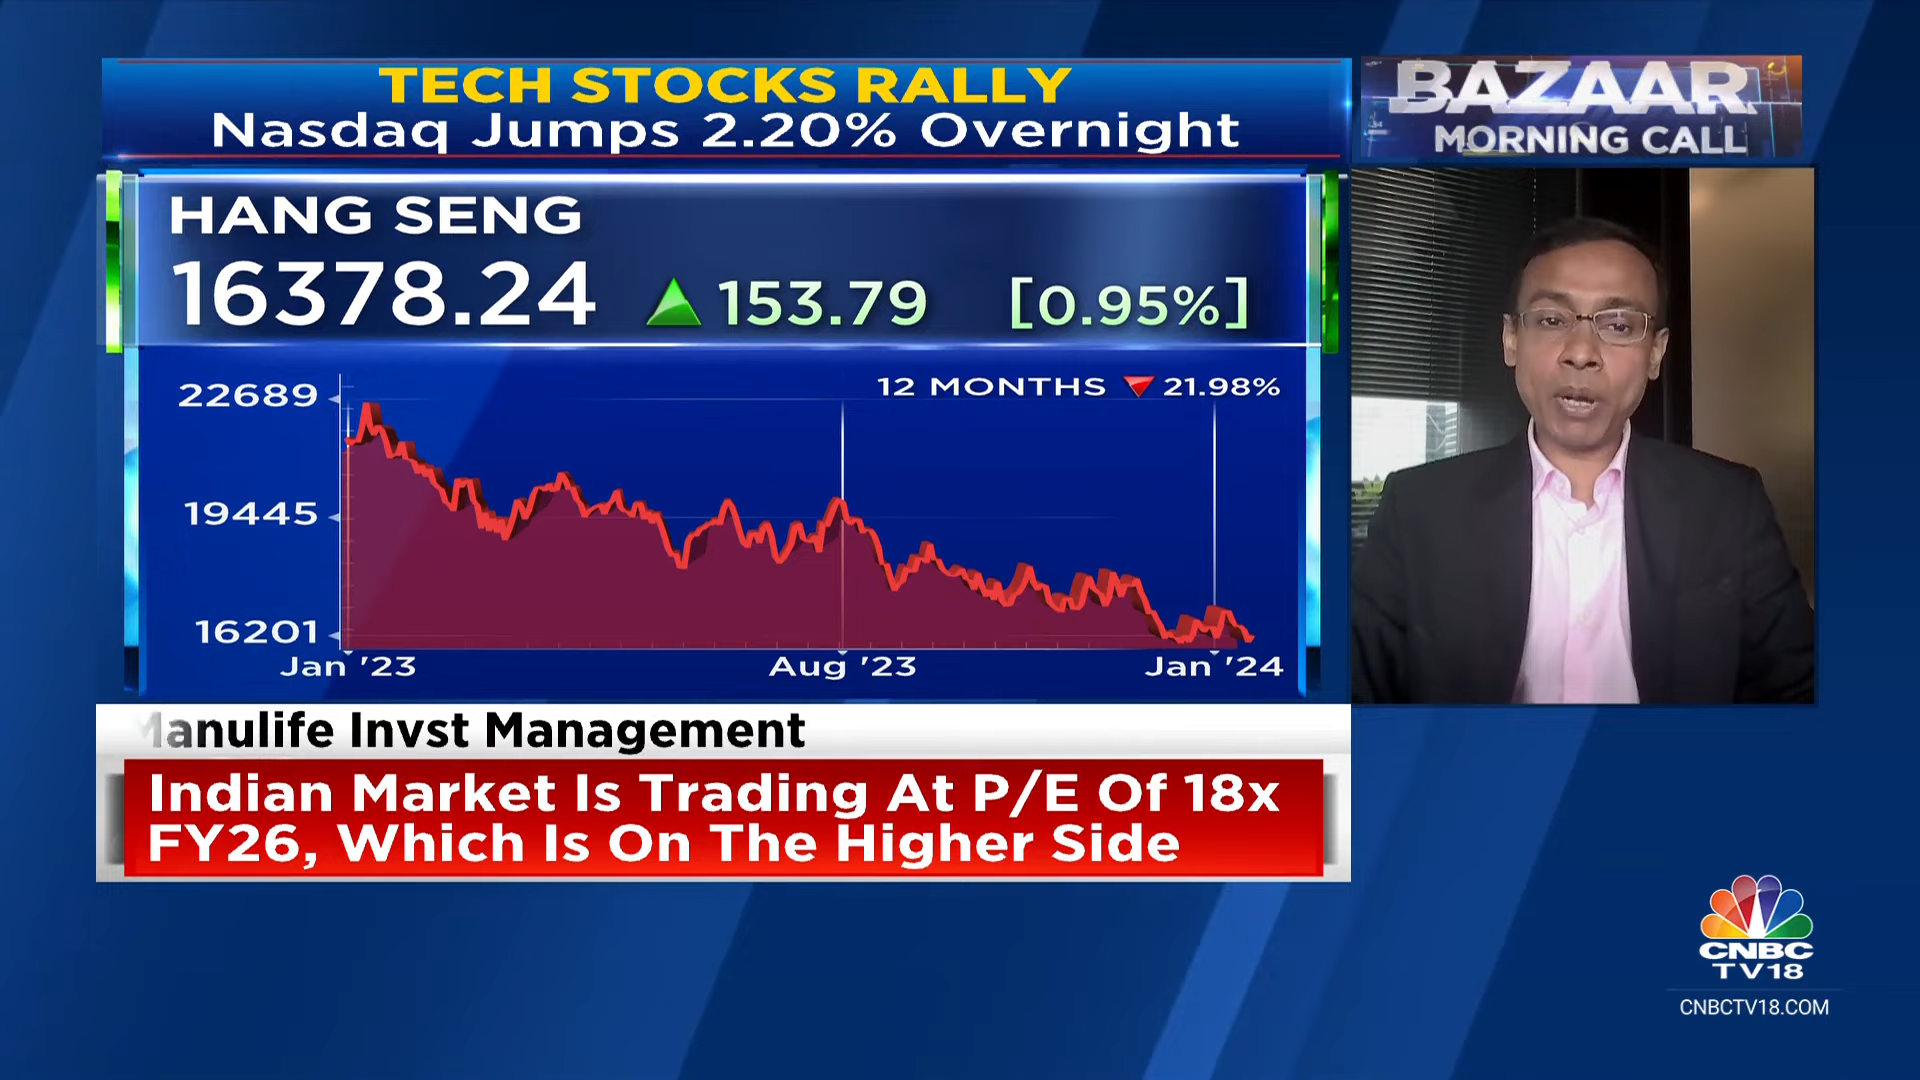 TECH STOCKS RALLY
Nasdaq Jumps 2.20% Overnight
BAZAAR
MORNING CALL
HANG SENG
16378.24 ▲ 153.79 [0.95%]
12 MONTHS ▼ 21.98%
22689
19445
16201
Jan '23 Aug '23 Jan '24
Manulife Invst Management
Indian Market Is Trading At P/E Of 18x
FY26, Which Is On The Higher Side
CNBC
TV18
CNBCTV18.COM